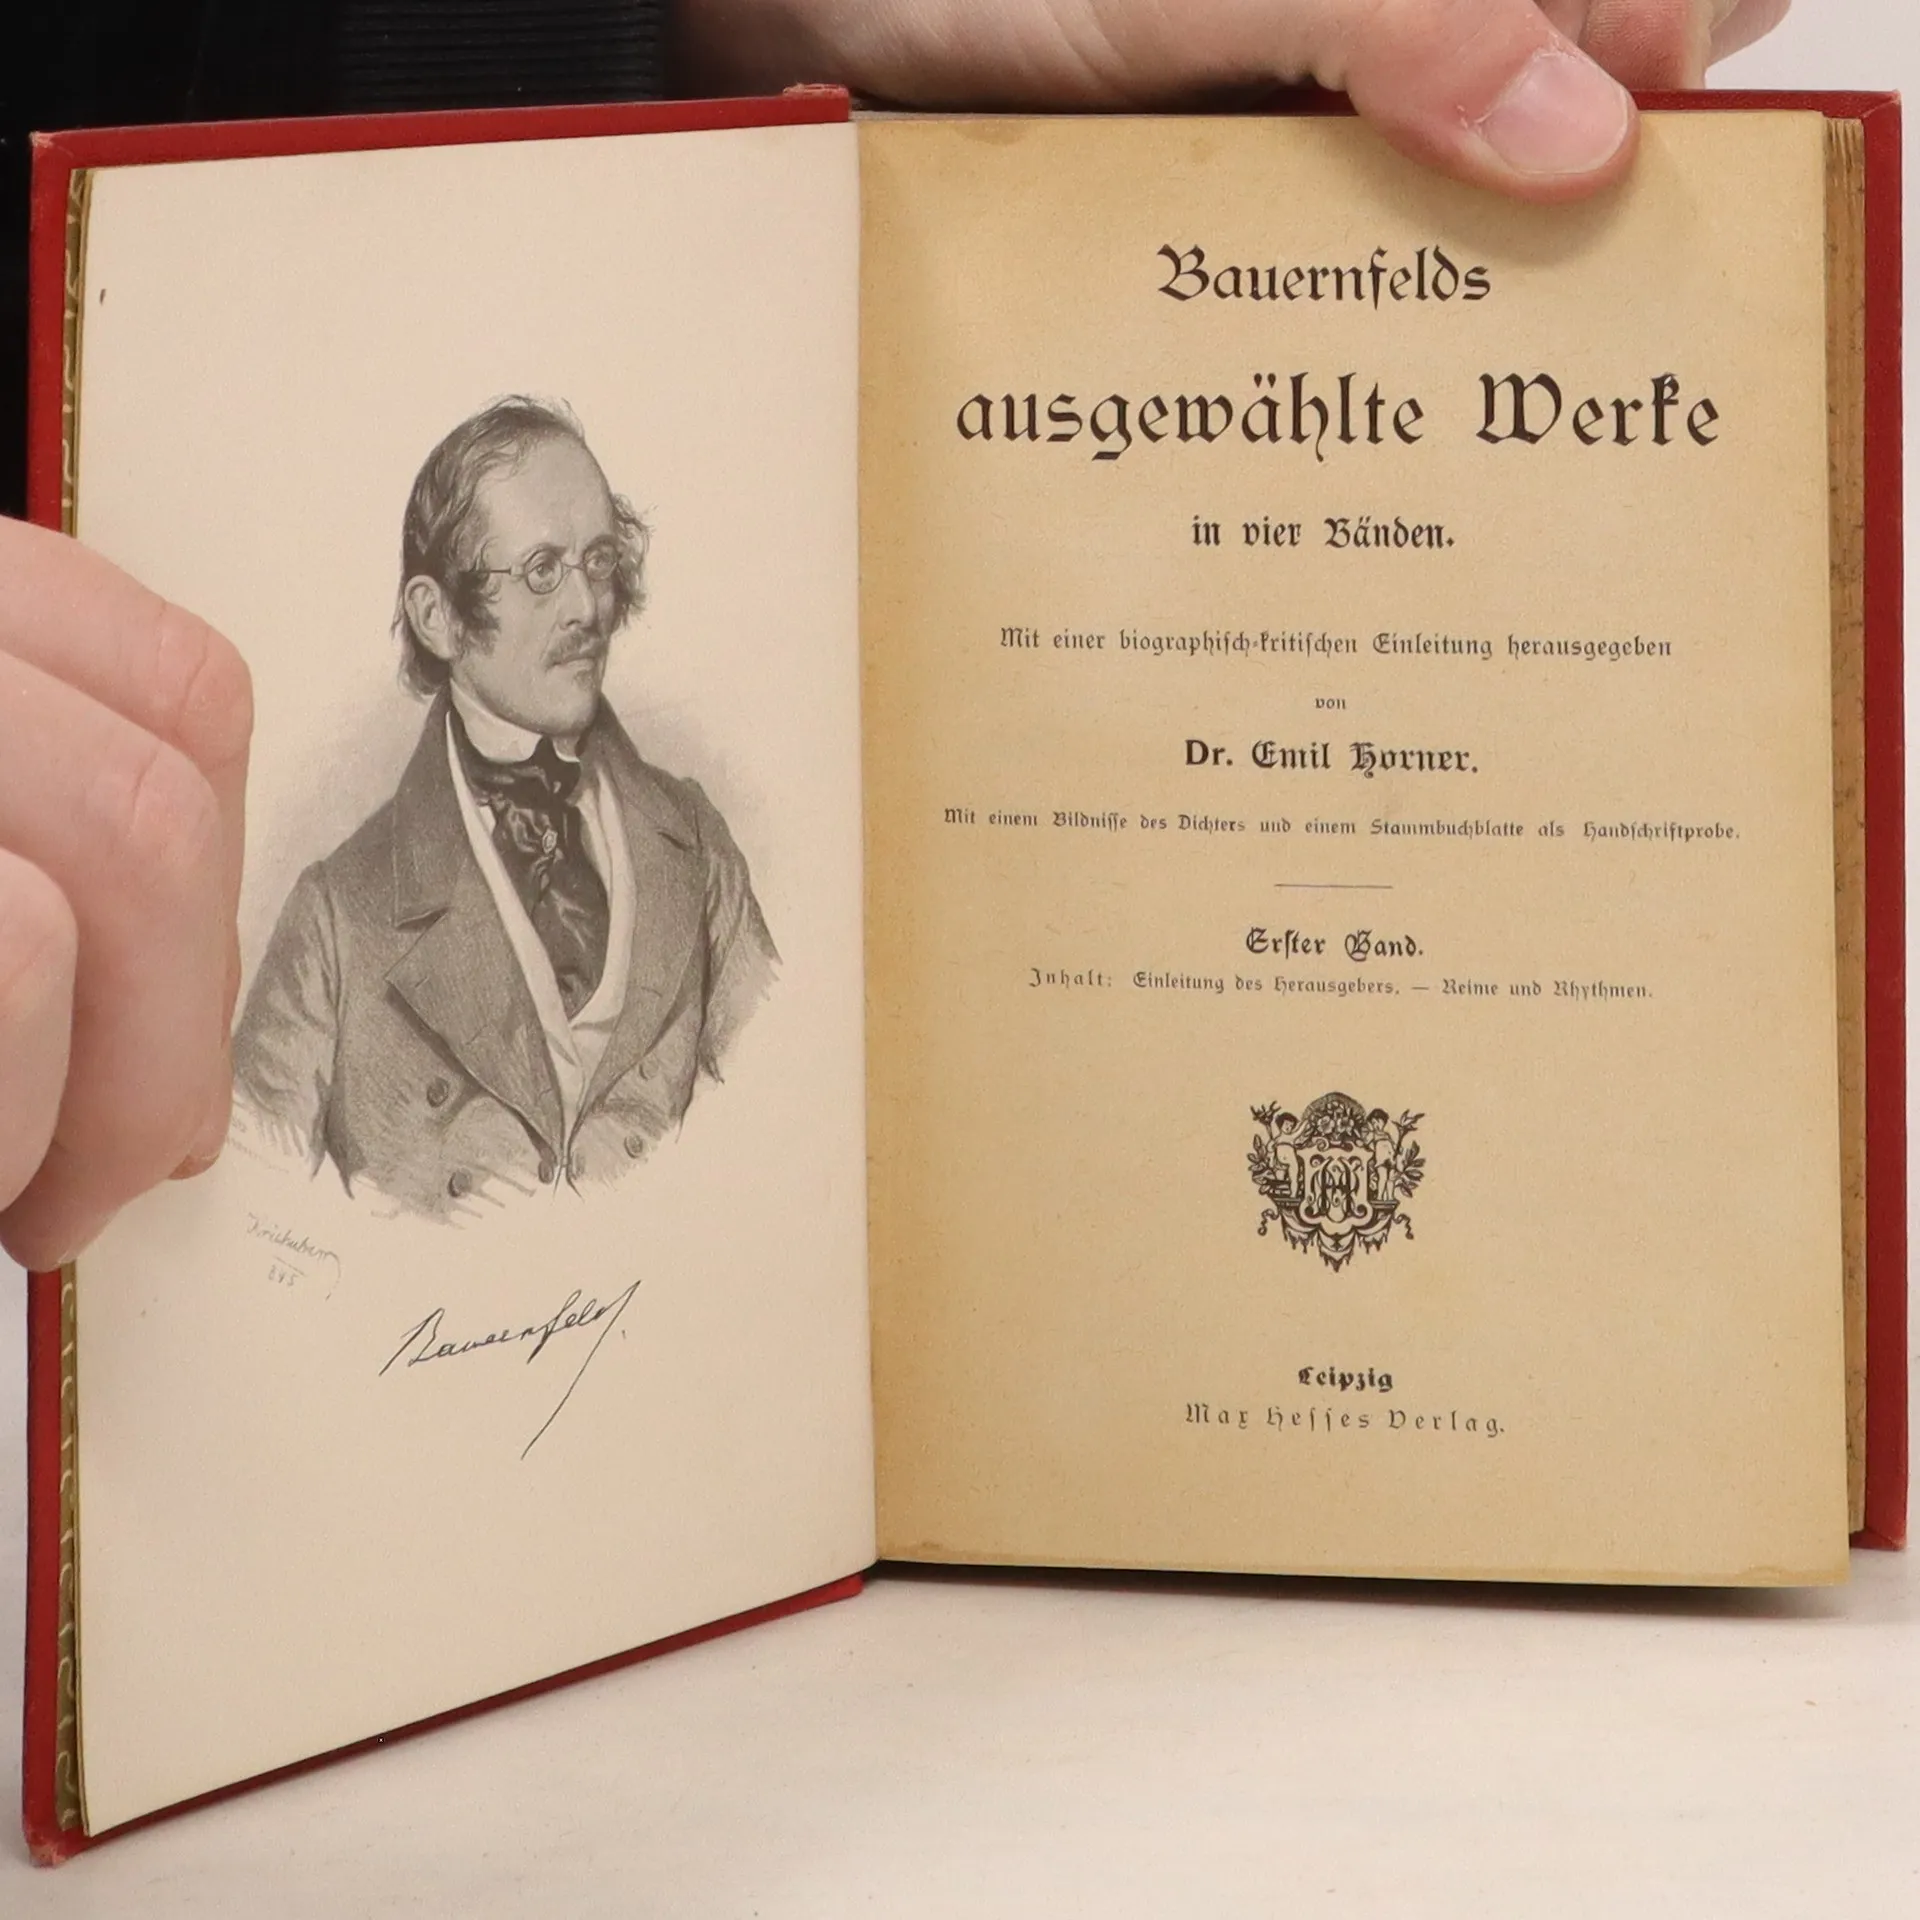 Kriehuber
845
Bauernfeld
Bauernfelds
ausgewählte Werke
in vier Bänden.
Mit einer biographiſch-kritiſchen Einleitung herausgegeben
von
Dr. Emil Horner.
Mit einem Bildniſſe des Dichters und einem Stammbuchblatte als Handſchriftprobe.
Erſter Band.
Inhalt: Einleitung des Herausgebers. — Reime und Rhythmen.
Leipzig
Max Heſſes Verlag.